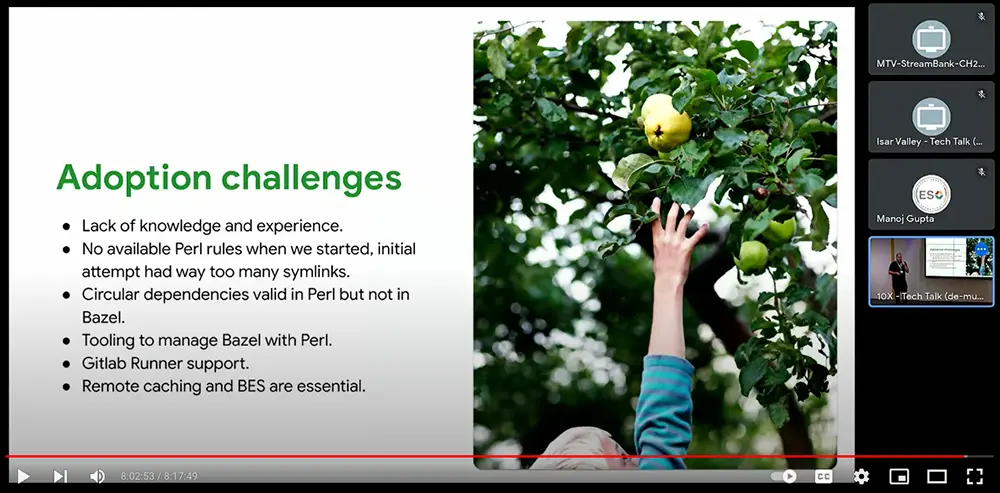 Adoption challenges
● Lack of knowledge and experience.
● No available Perl rules when we started, initial
attempt had way too many symlinks.
● Circular dependencies valid in Perl but not in
Bazel.
● Tooling to manage Bazel with Perl.
● Gitlab Runner support.
● Remote caching and BES are essential.
MTV-StreamBank-CH2...
Isar Valley - Tech Talk (...
ESO
Manoj Gupta
10X - Tech Talk (de-mu...
8:02:53 / 8:17:49
CC